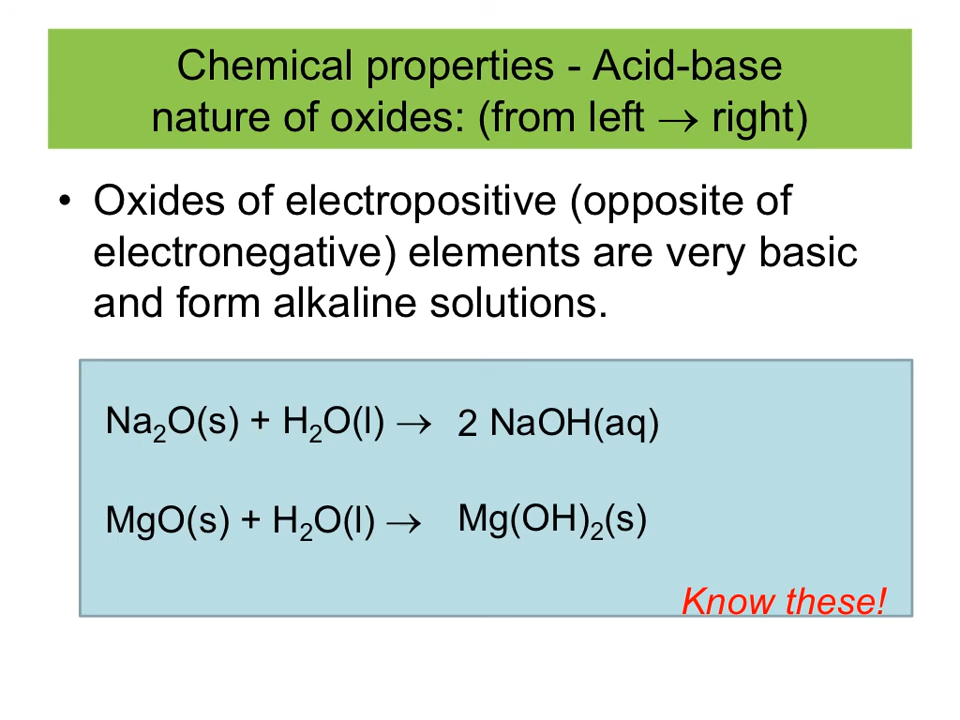 Chemical properties - Acid-base
nature of oxides: (from left → right)
• Oxides of electropositive (opposite of
electronegative) elements are very basic
and form alkaline solutions.
Na₂O(s) + H₂O(l) → 2 NaOH(aq)
MgO(s) + H₂O(l) → Mg(OH)₂(s)
Know these!